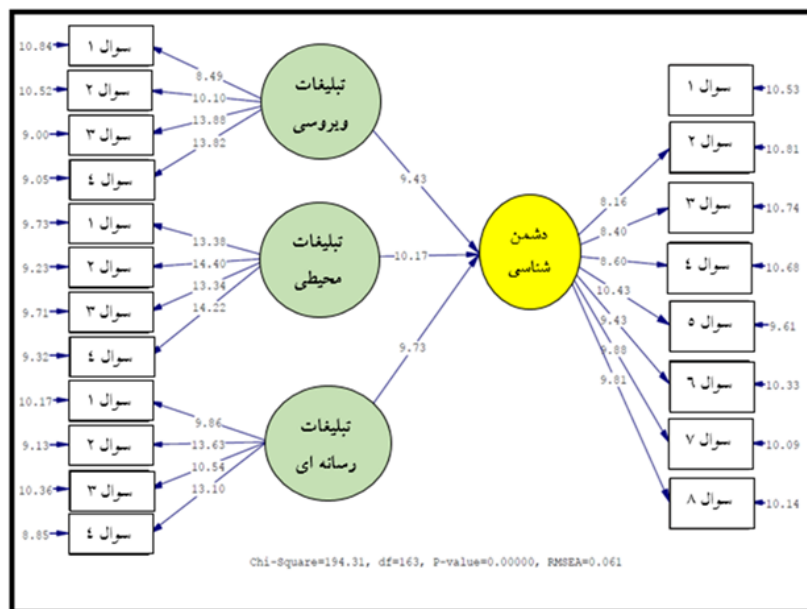 10.84 سوال ۱
10.52 سوال ۲
9.00 سوال ۳
9.05 سوال ٤
9.73 سوال ۱
9.23 سوال ۲
9.71 سوال ۳
9.32 سوال ٤
10.17 سوال ۱
9.13 سوال ۲
10.36 سوال ۳
8.85 سوال ٤
8.49
10.10
13.88
13.82
13.38
14.40
13.34
14.22
9.86
13.63
10.54
13.10
تبلیغات
ویروسی
تبلیغات
محیطی
تبلیغات
رسانه ای
9.43
10.17
9.73
دشمن
شناسی
8.16
8.40
8.60
10.43
9.43
9.88
9.81
سوال ۱ 10.53
سوال ۲ 10.81
سوال ۳ 10.74
سوال ٤ 10.68
سوال ٥ 9.61
سوال ٦ 10.33
سوال ۷ 10.09
سوال ۸ 10.14
Chi-Square=194.31, df=163, P-value=0.00000, RMSEA=0.061